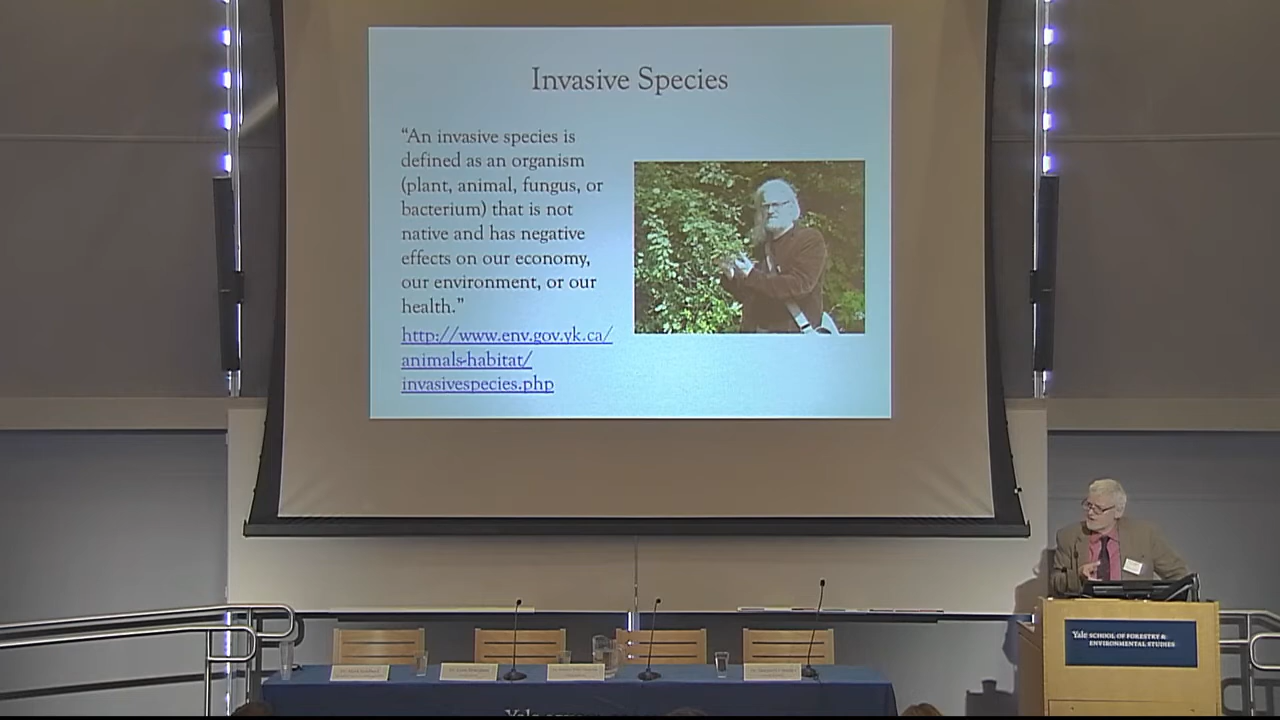 Invasive Species
“An invasive species is
defined as an organism
(plant, animal, fungus, or
bacterium) that is not
native and has negative
effects on our economy,
our environment, or our
health.”
http://www.env.gov.yk.ca/
animals-habitat/
invasivespecies.php
Yale SCHOOL OF FORESTRY &
ENVIRONMENTAL STUDIES
Yale